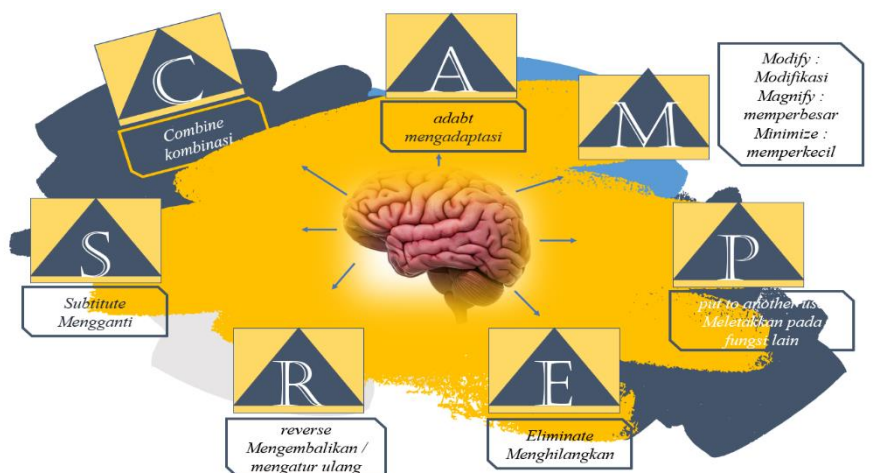 S
Subtitute
Mengganti
C
Combine
kombinasi
A
adabt
mengadaptasi
M
Modify :
Modifikasi
Magnify :
memperbesar
Minimize :
memperkecil
P
put to another use
Meletakkan pada
fungsi lain
E
Eliminate
Menghilangkan
R
reverse
Mengembalikan /
mengatur ulang